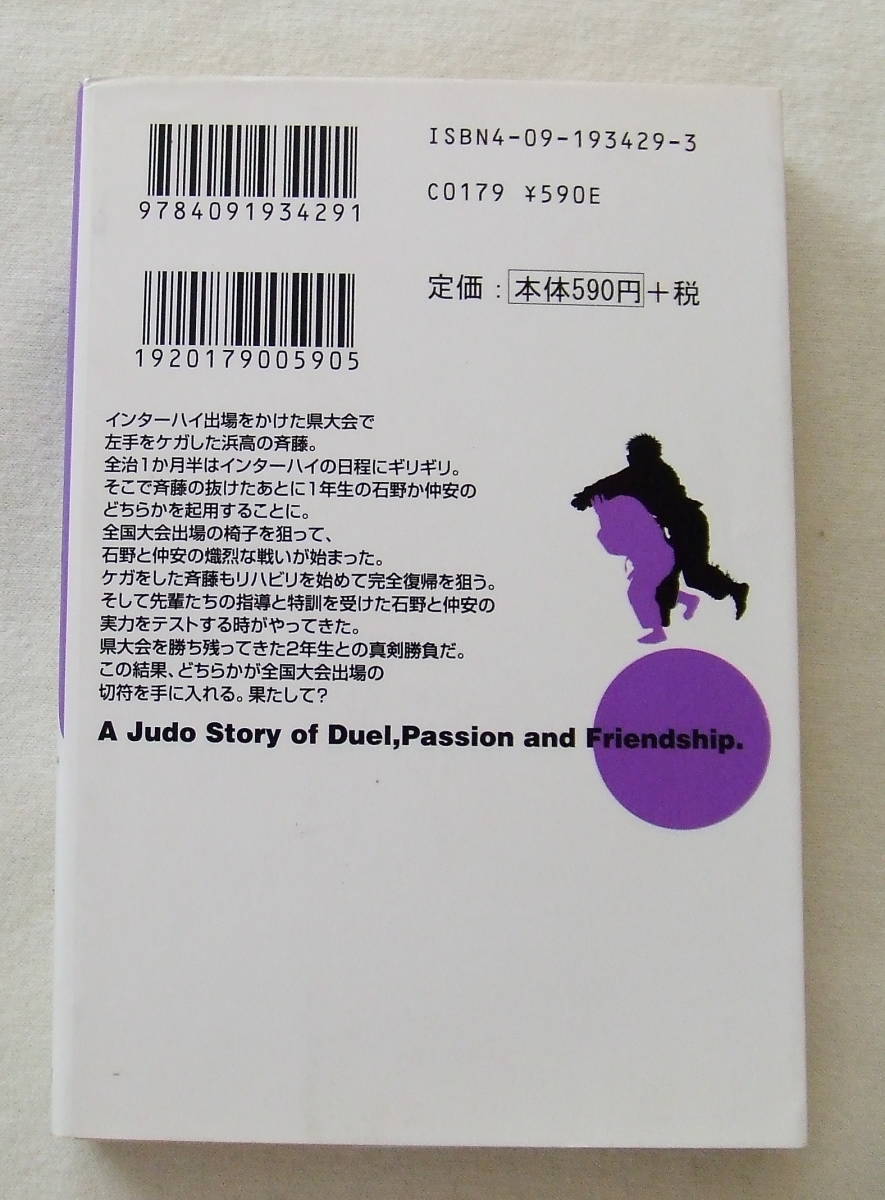 9784091934291
ISBN4-09-193429-3
C0179 ¥590E
1920179005905
定価：本体590円＋税
インターハイ出場をかけた県大会で
左手をケガした浜高の斉藤。
全治1か月半はインターハイの日程にギリギリ。
そこで斉藤の抜けたあとに1年生の石野か仲安の
どちらかを起用することに。
全国大会出場の椅子を狙って、
石野と仲安の熾烈な戦いが始まった。
ケガをした斉藤もリハビリを始めて完全復帰を狙う。
そして先輩たちの指導と特訓を受けた石野と仲安の
実力をテストする時がやってきた。
県大会を勝ち残ってきた2年生との真剣勝負だ。
この結果、どちらかが全国大会出場の
切符を手に入れる。果たして？
A Judo Story of Duel,Passion and Friendship.